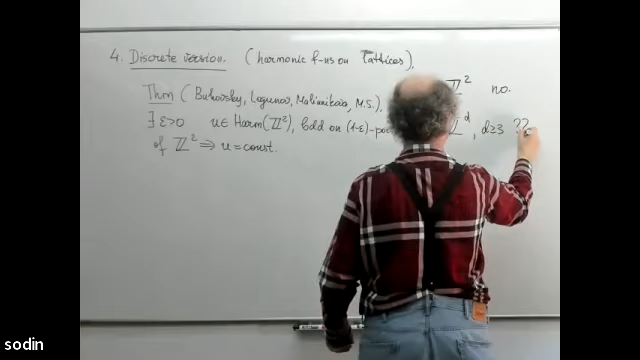 4. Discrete version. (harmonic f-ns on Lattices).
Thm (Buhovsky, Logunov, Malinnikova, M.S.)
ℤ² no.
∃ ε>0 u∈Harm(ℤ²), bdd on (1-ε)-po
, d≥3 ??
of ℤ² ⇒ u = const.
sodin